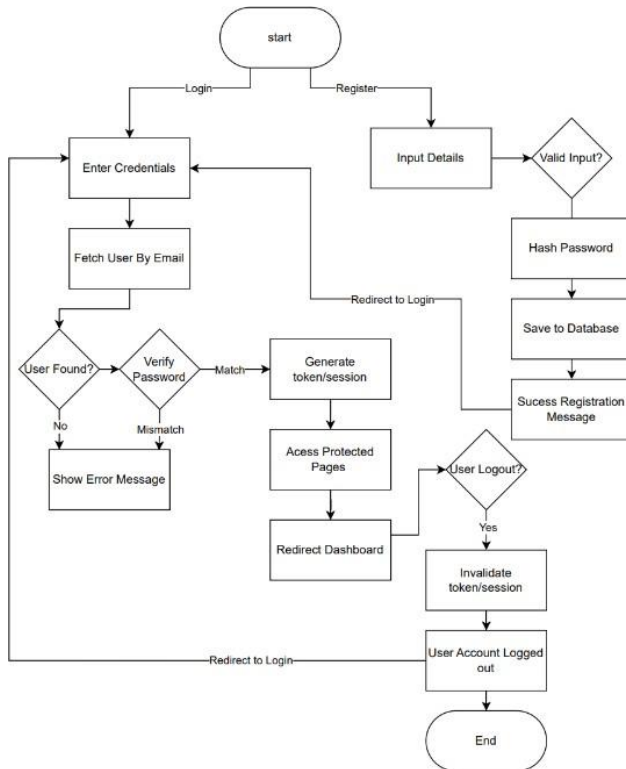 start
Login
Register
Enter Credentials
Input Details
Valid Input?
Fetch User By Email
Hash Password
Redirect to Login
Save to Database
User Found?
Verify
Password
Match
Generate
token/session
Sucess Registration
Message
No
Mismatch
Show Error Message
Acess Protected
Pages
User Logout?
Redirect Dashboard
Yes
Invalidate
token/session
User Account Logged
out
Redirect to Login
End